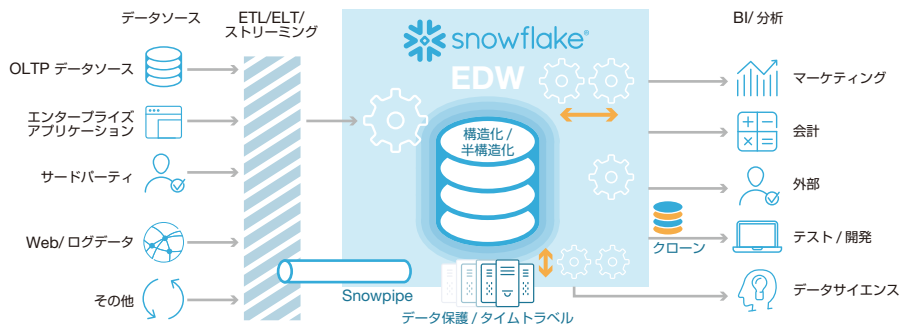 データソース
ETL/ELT/
ストリーミング
BI/分析
snowflake®
EDW
OLTP データソース
エンタープライズ
アプリケーション
サードパーティ
Web/ログデータ
その他
構造化 /
半構造化
Snowpipe
データ保護 / タイムトラベル
クローン
マーケティング
会計
外部
テスト / 開発
データサイエンス